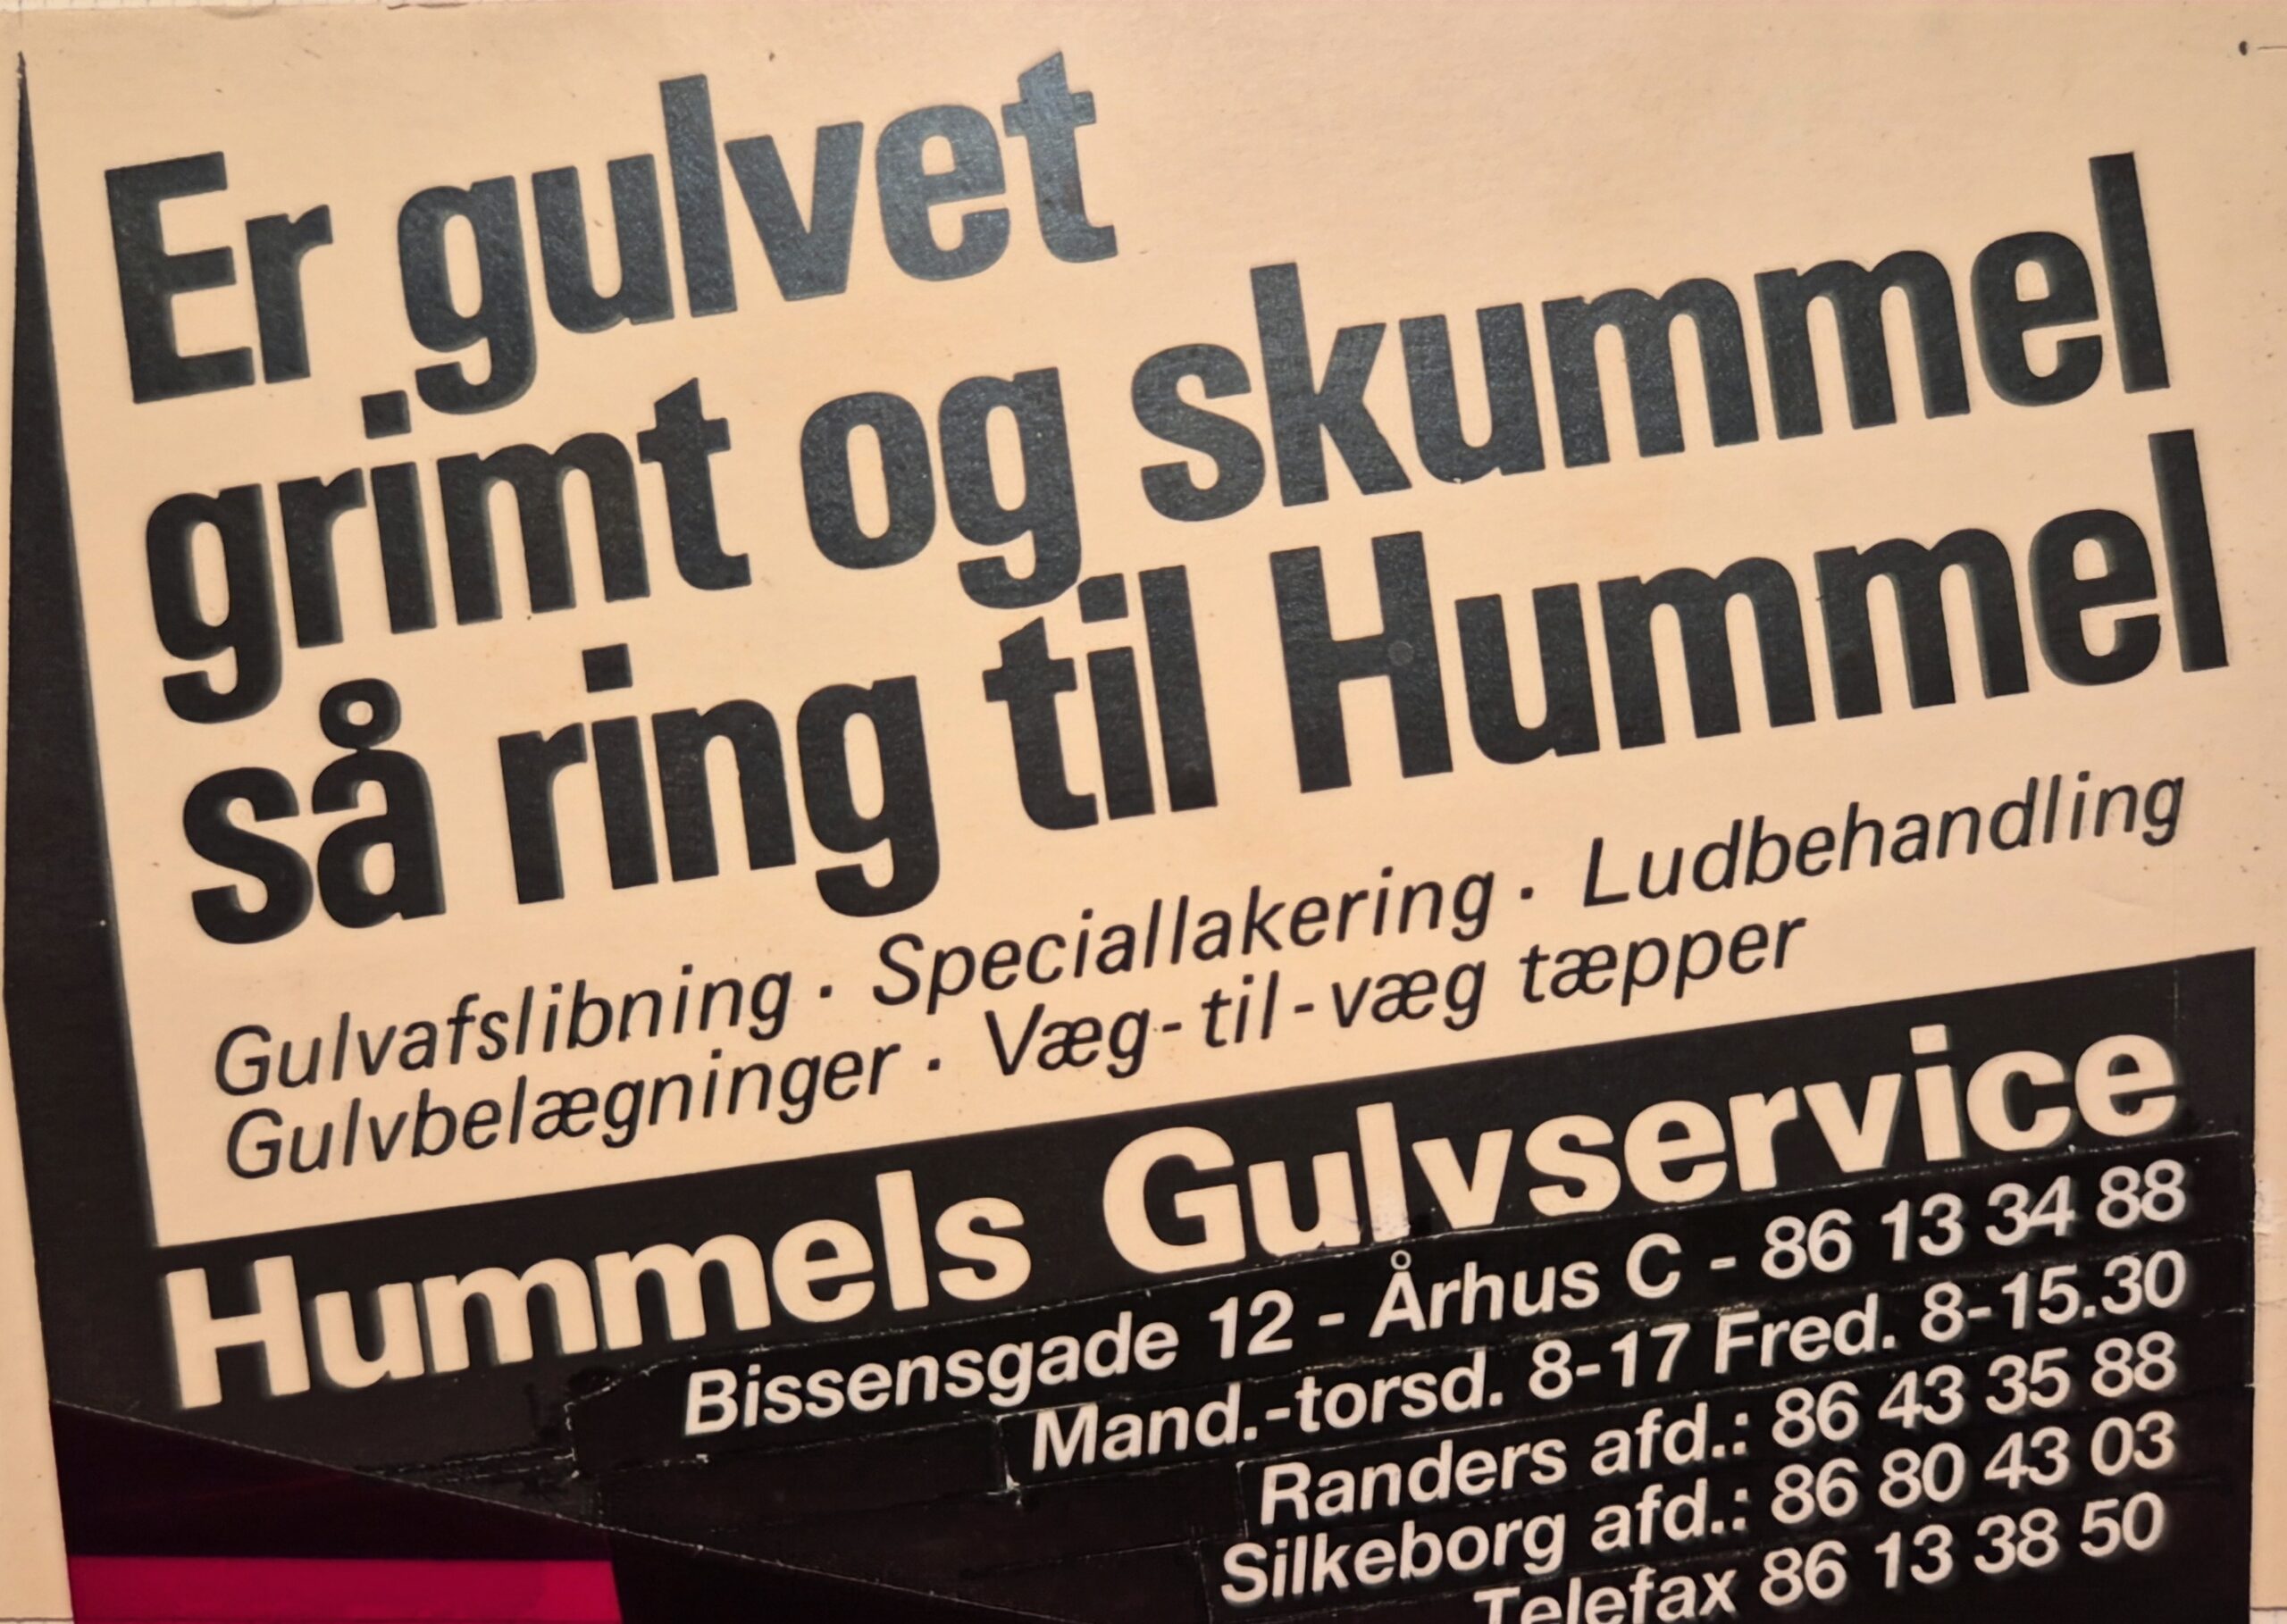 Er gulvet
grimt og skummel
så ring til Hummel
Gulvafslibning · Speciallakering · Ludbehandling
Gulvbelægninger · Væg-til-væg tæpper
Hummels Gulvservice
Bissensgade 12 - Århus C - 86 13 34 88
Mand.-torsd. 8-17 Fred. 8-15.30
Randers afd.: 86 43 35 88
Silkeborg afd.: 86 80 43 03
Telefax 86 13 38 50